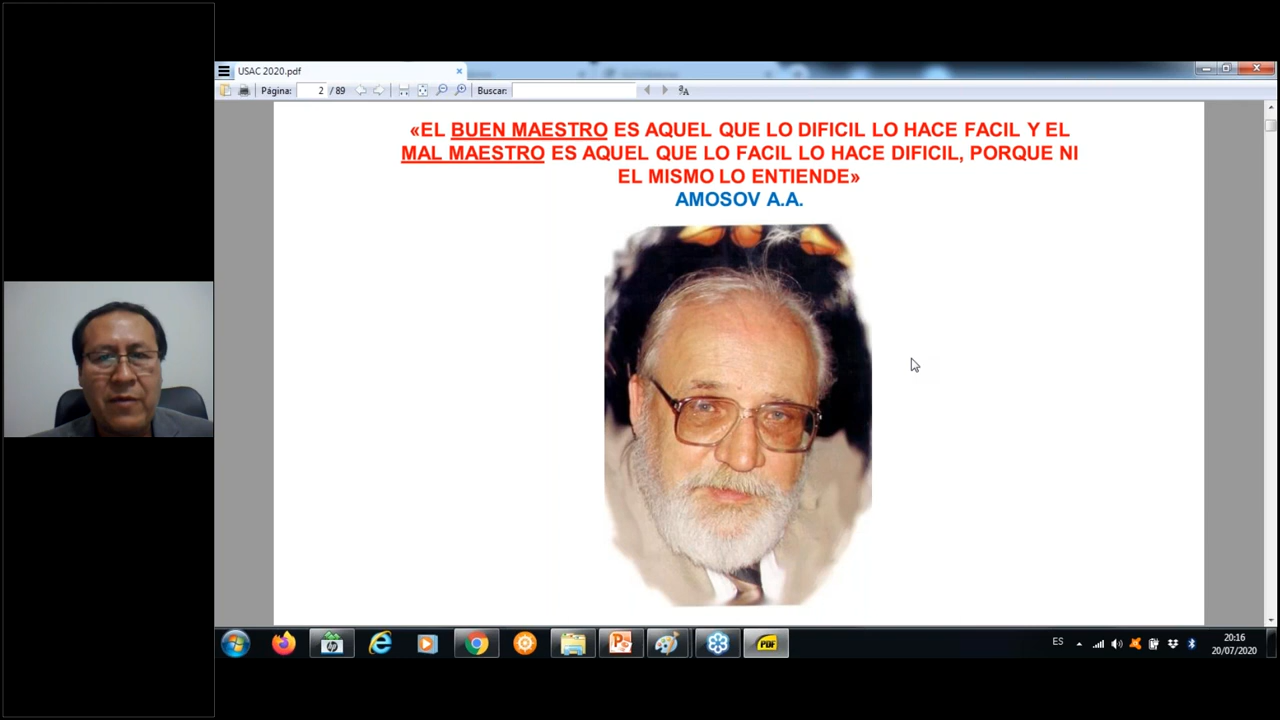 USAC 2020.pdf
Página: 2 / 89 Buscar:
«EL BUEN MAESTRO ES AQUEL QUE LO DIFICIL LO HACE FACIL Y EL
MAL MAESTRO ES AQUEL QUE LO FACIL LO HACE DIFICIL, PORQUE NI
EL MISMO LO ENTIENDE»
AMOSOV A.A.
ES
20:16
20/07/2020
PDF
hp